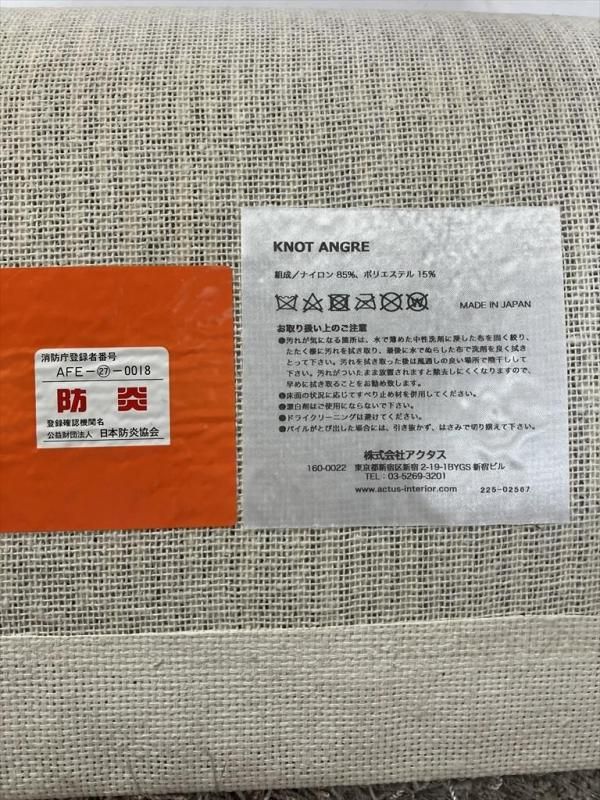 消防庁登録者番号
AFE-㉗-0018
防炎
登録確認機関名
公益財団法人 日本防炎協会
KNOT ANGRE
組成/ナイロン 85%、ポリエステル 15%
MADE IN JAPAN
お取り扱い上のご注意
●汚れが気になる箇所は、水で薄めた中性洗剤に浸した布を固く絞り、
たたく様に汚れを拭き取り、最後に水でぬらした布で洗剤を良く拭き
とって下さい。汚れを拭き取った後は風通しの良い場所で陰干しして
下さい。汚れがついたまま放置されますと除去しにくくなりますので、
早めに拭き取ることをお勧め致します。
●床面の状況に応じてすべり止め材を併用してください。
●漂白剤はご使用にならないで下さい。
●ドライクリーニングは避けてください。
●パイルがとび出した場合には、引き抜かず、はさみで切り揃えて下さい。
株式会社アクタス
160-0022 東京都新宿区新宿 2-19-1BYGS 新宿ビル
TEL:03-5269-3201
www.actus-interior.com 225-02567